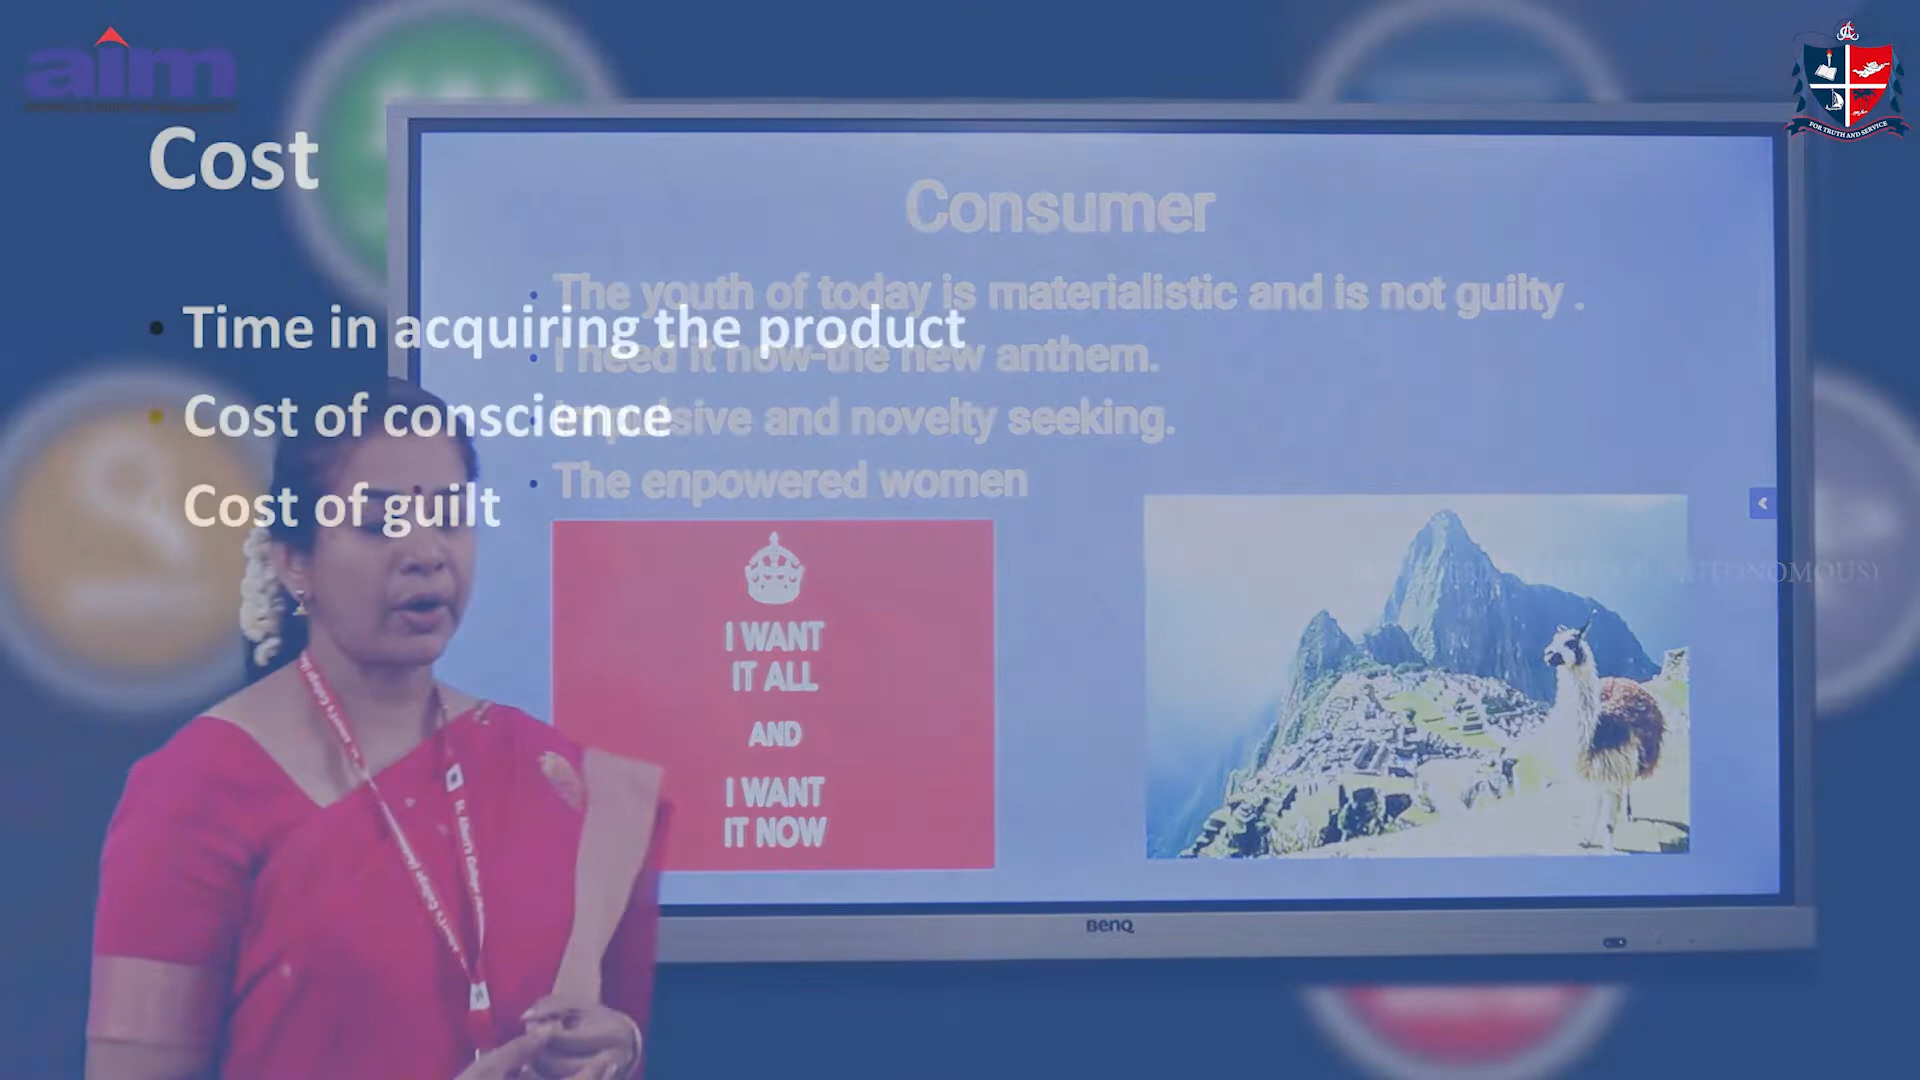 aim
FOR TRUTH AND SERVICE
Cost
Time in acquiring the product
Cost of conscience
Cost of guilt
Consumer
The youth of today is materialistic and is not guilty .
I need it now-the new anthem.
and novelty seeking.
The enpowered women
I WANT
IT ALL
AND
I WANT
IT NOW
BenQ